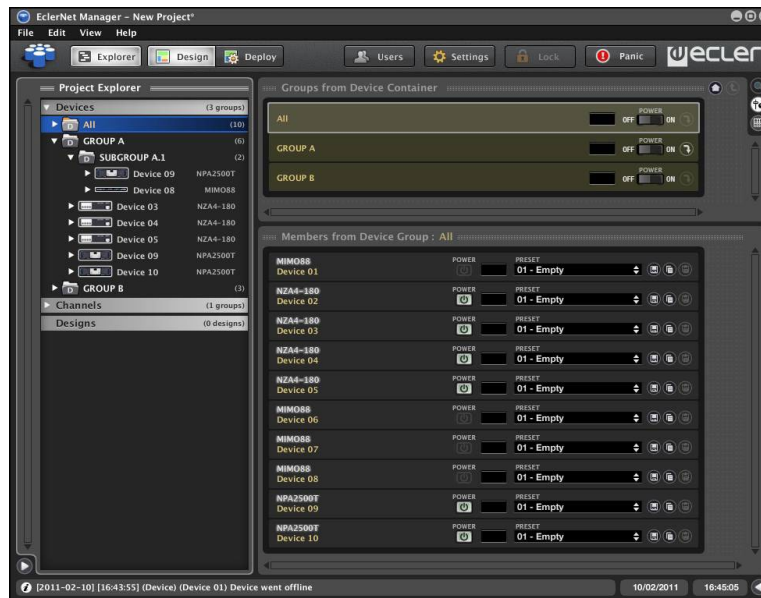 EclerNet Manager - New Project*
File Edit View Help
Explorer Design Deploy Users Settings Lock Panic ecler
Project Explorer
Devices (3 groups)
All (10)
GROUP A (6)
SUBGROUP A.1 (2)
Device 09 NPA2500T
Device 08 MIMO88
Device 03 NZA4-180
Device 04 NZA4-180
Device 05 NZA4-180
Device 09 NPA2500T
Device 10 NPA2500T
GROUP B (3)
Channels (1 groups)
Designs (0 designs)
Groups from Device Container
All POWER OFF ON
GROUP A POWER OFF ON
GROUP B POWER OFF ON
Members from Device Group : All
MIMO88 POWER PRESET
Device 01 01 - Empty
NZA4-180 POWER PRESET
Device 02 01 - Empty
NZA4-180 POWER PRESET
Device 03 01 - Empty
NZA4-180 POWER PRESET
Device 04 01 - Empty
NZA4-180 POWER PRESET
Device 05 01 - Empty
MIMO88 POWER PRESET
Device 06 01 - Empty
MIMO88 POWER PRESET
Device 07 01 - Empty
MIMO88 POWER PRESET
Device 08 01 - Empty
NPA2500T POWER PRESET
Device 09 01 - Empty
NPA2500T POWER PRESET
Device 10 01 - Empty
[2011-02-10] [16:43:55] (Device) (Device 01) Device went offline 10/02/2011 16:45:05